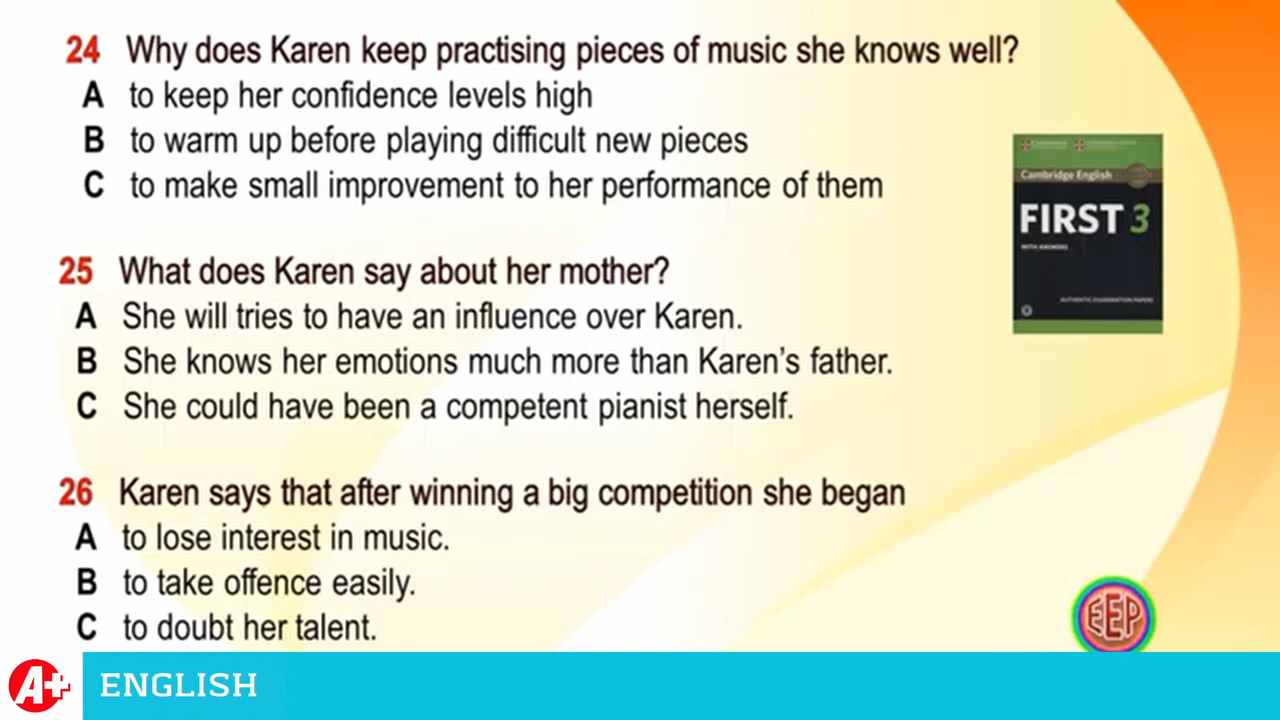 24 Why does Karen keep practising pieces of music she knows well?
A to keep her confidence levels high
B to warm up before playing difficult new pieces
C to make small improvement to her performance of them
25 What does Karen say about her mother?
A She will tries to have an influence over Karen.
B She knows her emotions much more than Karen's father.
C She could have been a competent pianist herself.
26 Karen says that after winning a big competition she began
A to lose interest in music.
B to take offence easily.
C to doubt her talent.
Cambridge English
FIRST 3
WITH ANSWERS
AUTHENTIC EXAMINATION PAPERS
EEP
A+ ENGLISH